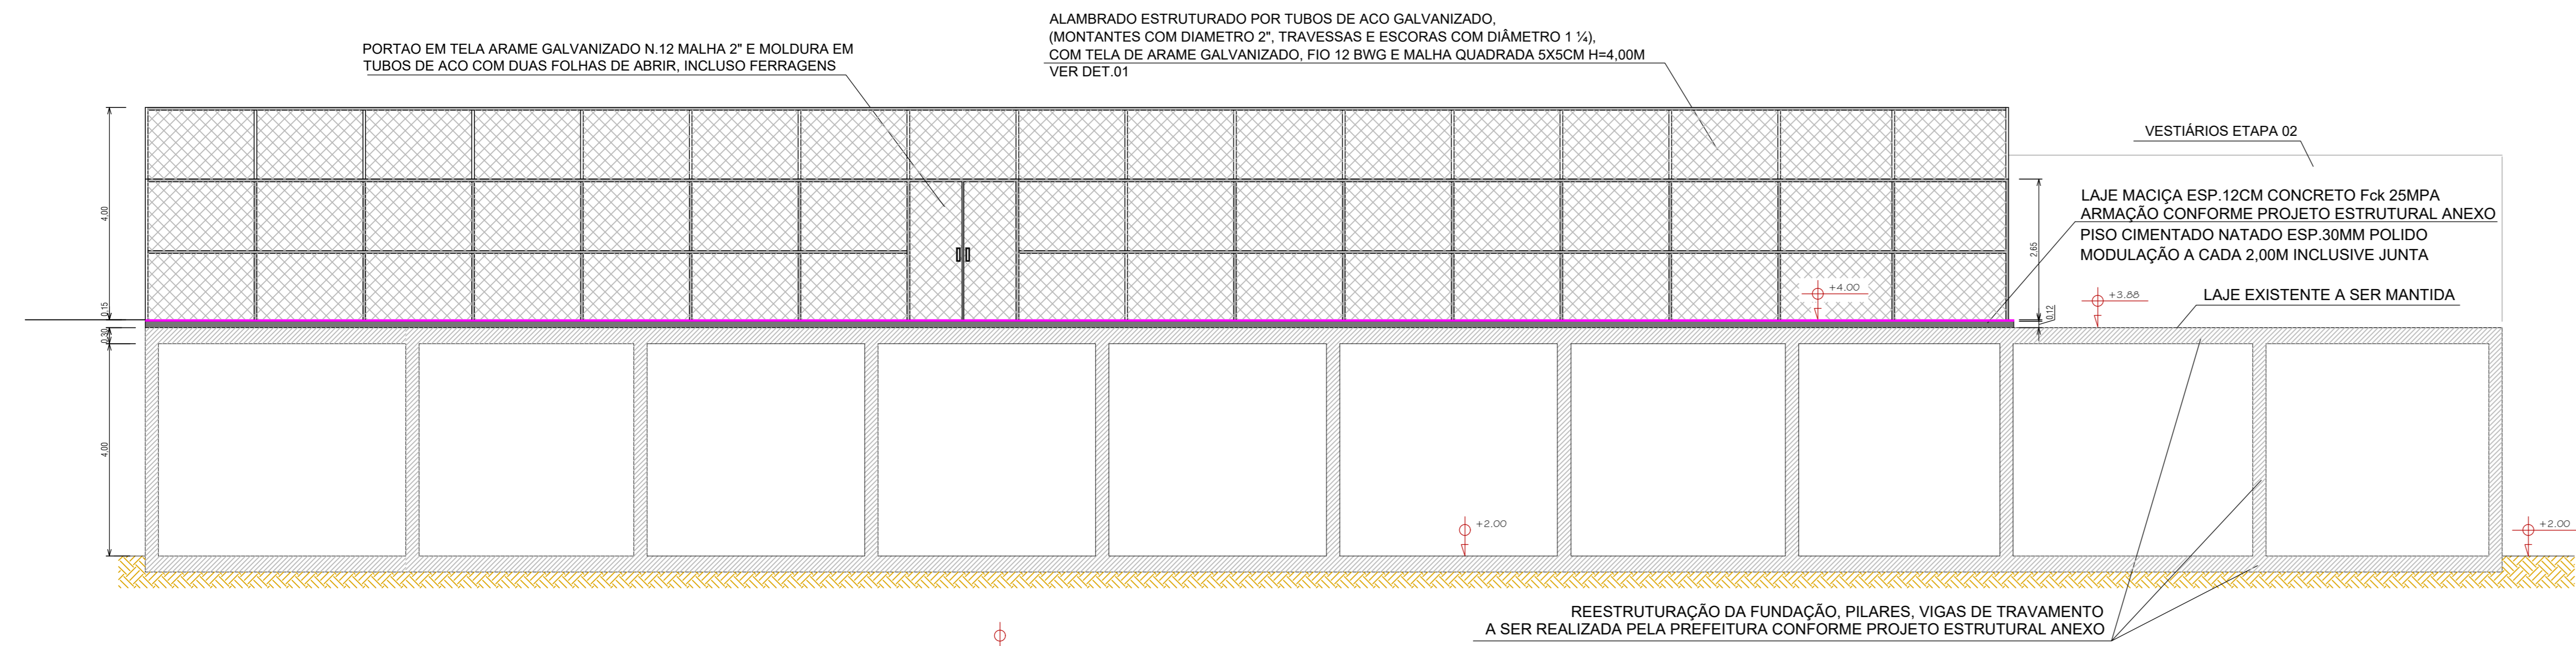 ALAMBRADO ESTRUTURADO POR TUBOS DE ACO GALVANIZADO,
(MONTANTES COM DIAMETRO 2", TRAVESSAS E ESCORAS COM DIÂMETRO 1 ¼),
COM TELA DE ARAME GALVANIZADO, FIO 12 BWG E MALHA QUADRADA 5X5CM H=4,00M
VER DET.01
PORTAO EM TELA ARAME GALVANIZADO N.12 MALHA 2" E MOLDURA EM
TUBOS DE ACO COM DUAS FOLHAS DE ABRIR, INCLUSO FERRAGENS
VESTIÁRIOS ETAPA 02
LAJE MACIÇA ESP.12CM CONCRETO Fck 25MPA
ARMAÇÃO CONFORME PROJETO ESTRUTURAL ANEXO
PISO CIMENTADO NATADO ESP.30MM POLIDO
MODULAÇÃO A CADA 2,00M INCLUSIVE JUNTA
4.00
2.65
+4.00
+3.88
LAJE EXISTENTE A SER MANTIDA
0.15
0.12
0.30
4.00
+2.00
+2.00
REESTRUTURAÇÃO DA FUNDAÇÃO, PILARES, VIGAS DE TRAVAMENTO
A SER REALIZADA PELA PREFEITURA CONFORME PROJETO ESTRUTURAL ANEXO